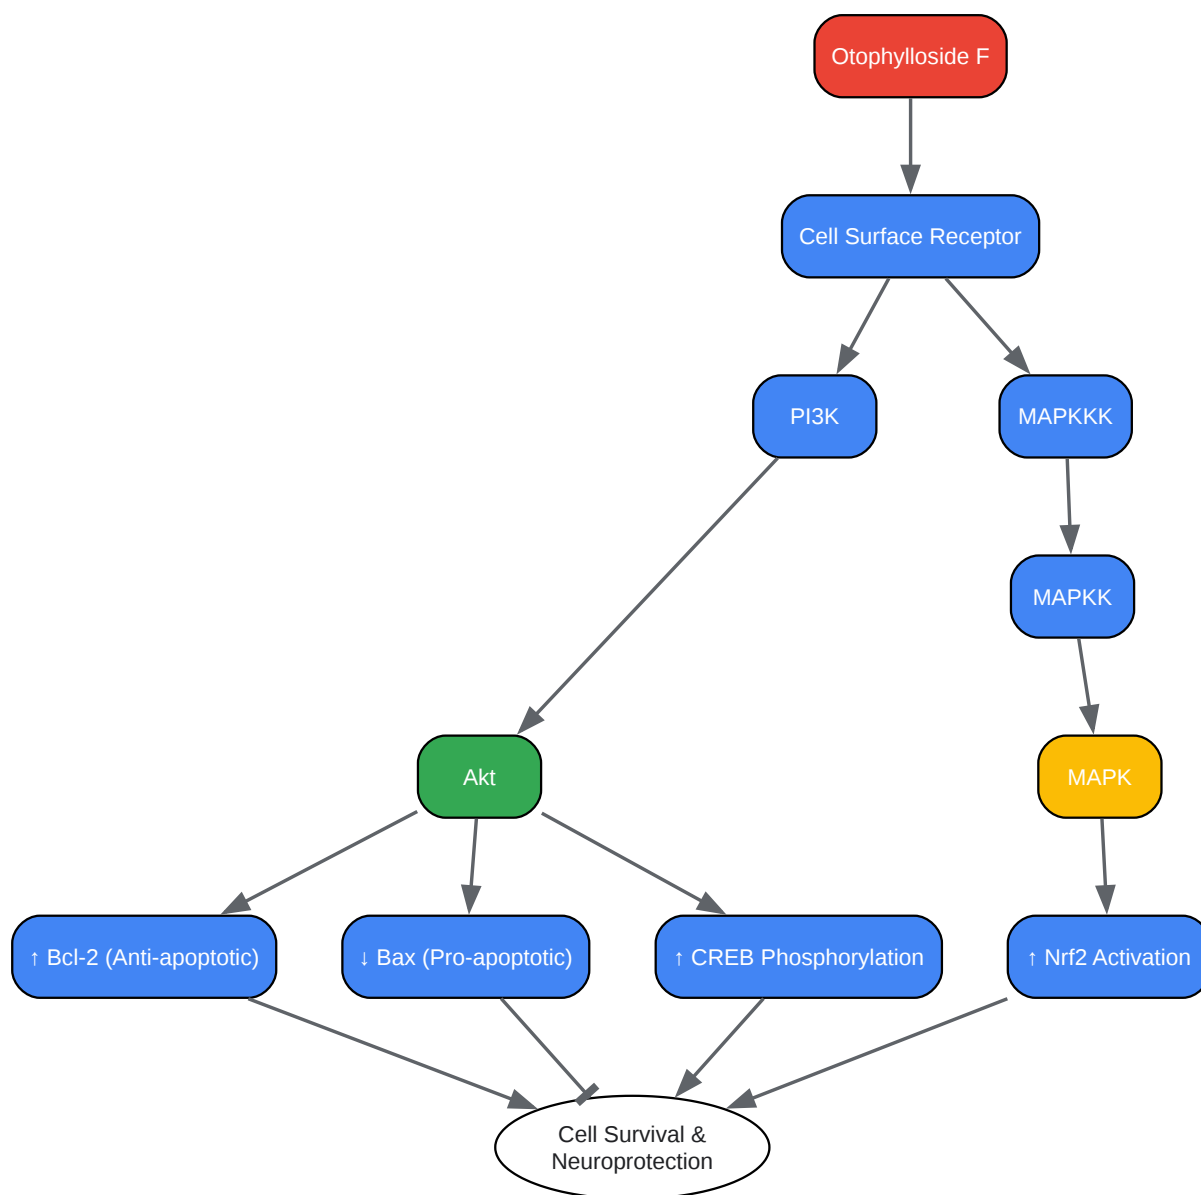 Otophylloside F
Cell Surface Receptor
PI3K
MAPKKK
MAPKK
Akt
MAPK
↑ Bcl-2 (Anti-apoptotic)
↓ Bax (Pro-apoptotic)
↑ CREB Phosphorylation
↑ Nrf2 Activation
Cell Survival &
Neuroprotection